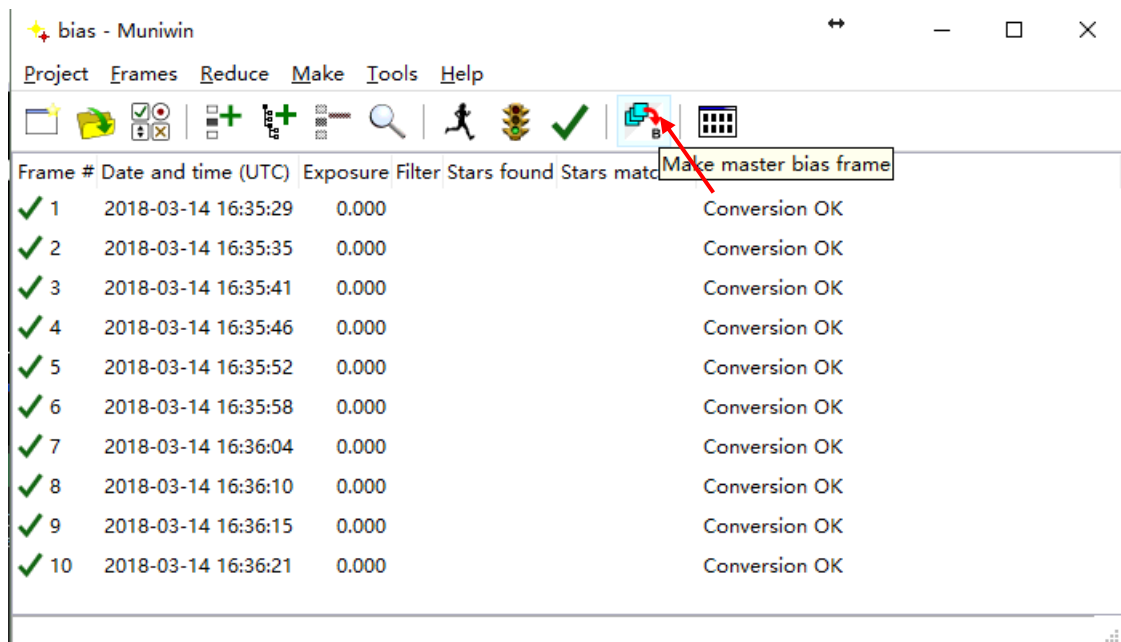 bias - Muniwin
Project Frames Reduce Make Tools Help
B
Make master bias frame
Frame # Date and time (UTC) Exposure Filter Stars found Stars matc
1 2018-03-14 16:35:29 0.000 Conversion OK
2 2018-03-14 16:35:35 0.000 Conversion OK
3 2018-03-14 16:35:41 0.000 Conversion OK
4 2018-03-14 16:35:46 0.000 Conversion OK
5 2018-03-14 16:35:52 0.000 Conversion OK
6 2018-03-14 16:35:58 0.000 Conversion OK
7 2018-03-14 16:36:04 0.000 Conversion OK
8 2018-03-14 16:36:10 0.000 Conversion OK
9 2018-03-14 16:36:15 0.000 Conversion OK
10 2018-03-14 16:36:21 0.000 Conversion OK